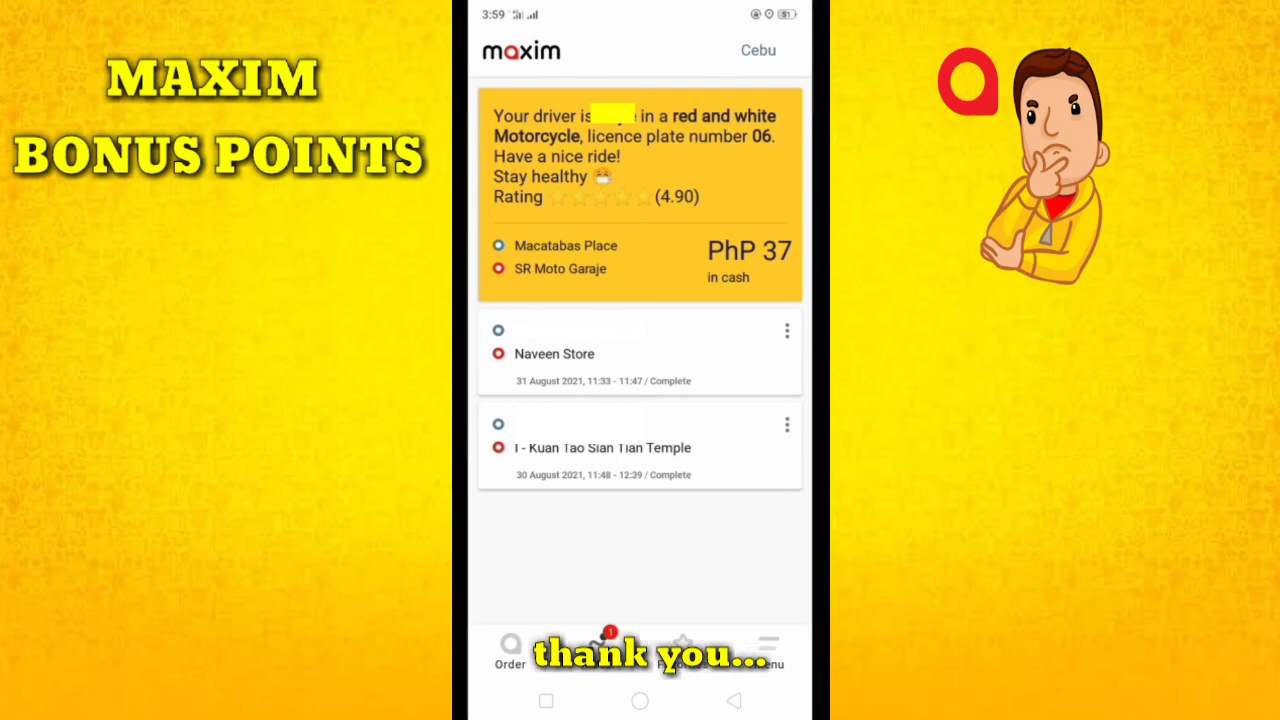 MAXIM
BONUS POINTS
3:59
51
maxim
Cebu
Your driver is in a red and white
Motorcycle, licence plate number 06.
Have a nice ride!
Stay healthy 😷
Rating ⭐⭐⭐⭐⭐(4.90)
Macatabas Place
SR Moto Garaje
PhP 37
in cash
Naveen Store
31 August 2021, 11:33 - 11:47 / Complete
I - Kuan Tao Sian Tian Temple
30 August 2021, 11:48 - 12:39 / Complete
1
Order
thank you...